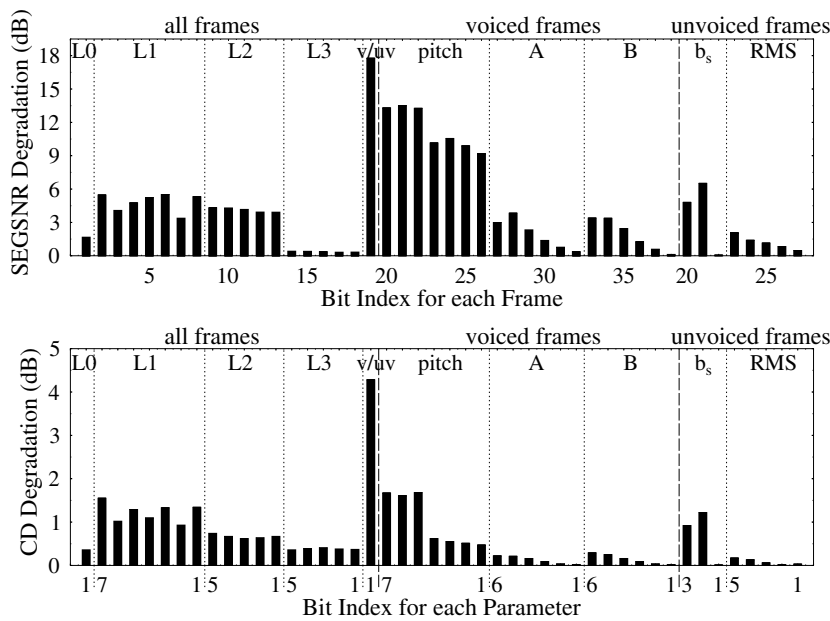 all frames voiced frames unvoiced frames
L0 L1 L2 L3 v/uv pitch A B b_s RMS
SEGSNR Degradation (dB)
18
15
12
9
6
3
0
5 10 15 20 25 30 35 20 25
Bit Index for each Frame
all frames voiced frames unvoiced frames
L0 L1 L2 L3 v/uv pitch A B b_s RMS
CD Degradation (dB)
5
4
3
2
1
0
1 7 1 5 1 5 1 1 7 1 6 1 6 1 3 1 5 1
Bit Index for each Parameter